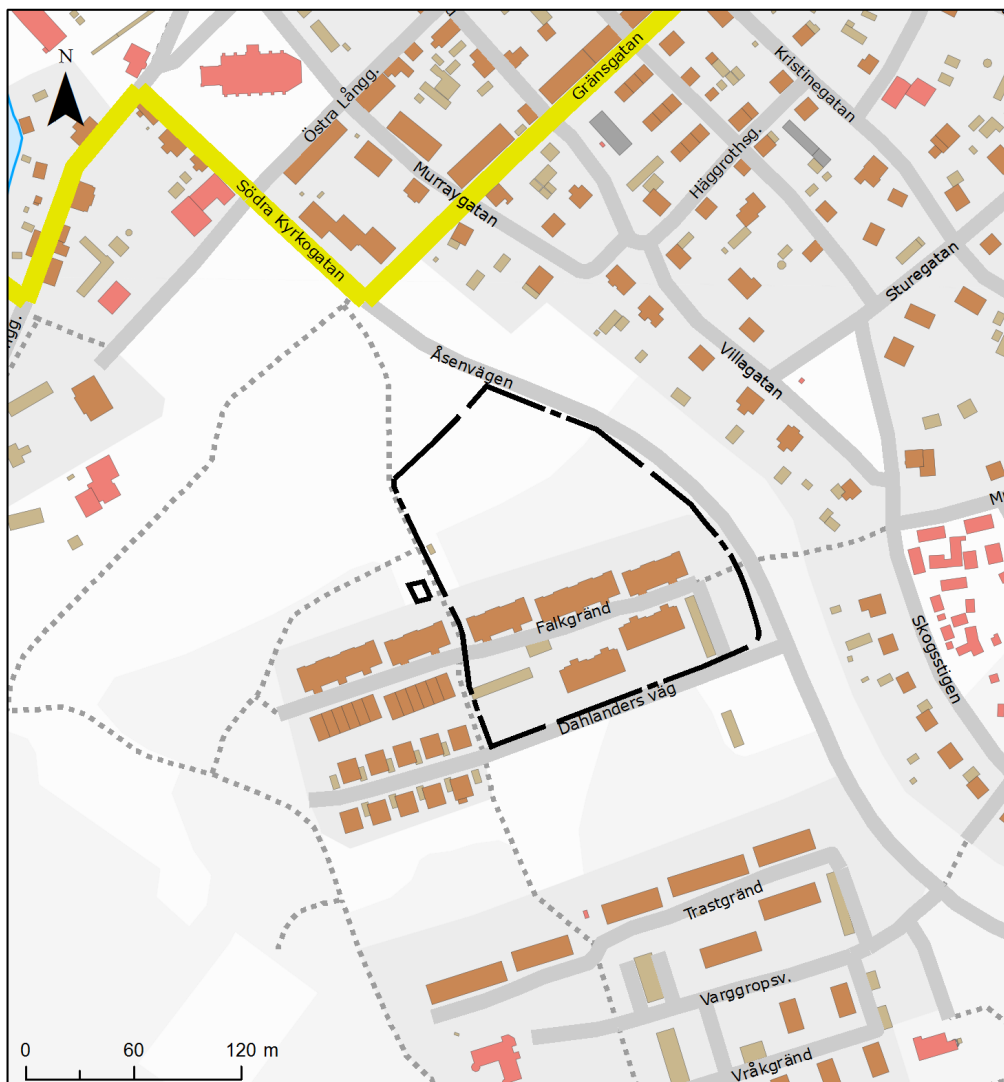 N
Östra Långg.
Gränsgatan
Kristinegatan
Häggrothsg.
Murraygatan
Södra Kyrkogatan
Sturegatan
Villagatan
Åsenvägen
Falkgränd
Skogsstigen
Dahlanders väg
Trastgränd
Varggropsv.
Vråkgränd
0 60 120 m